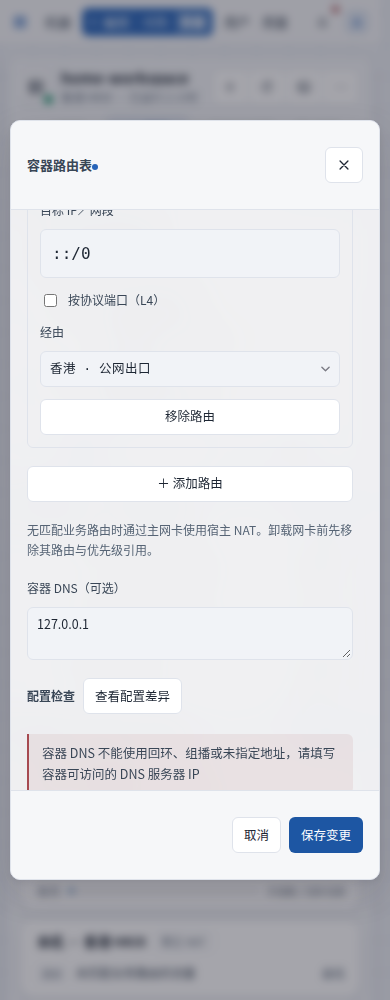 容器路由表
目标 IP／网段
::/0
按协议端口（L4）
经由
香港 · 公网出口
移除路由
＋ 添加路由
无匹配业务路由时通过主网卡使用宿主 NAT。卸载网卡前先移
除其路由与优先级引用。
容器 DNS（可选）
127.0.0.1
配置检查
查看配置差异
容器 DNS 不能使用回环、组播或未指定地址，请填写
容器可访问的 DNS 服务器 IP
取消
保存变更